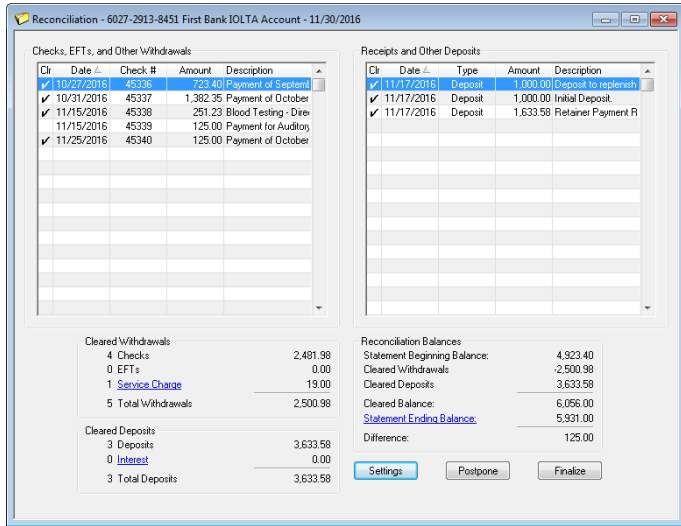 Reconciliation - 6027-2913-8451 First Bank IOLTA Account - 11/30/2016
Checks, EFTs, and Other Withdrawals
Clr Date Check # Amount Description
10/27/2016 45336 723.40 Payment of Septemb
10/31/2016 45337 1,382.35 Payment of October
11/15/2016 45338 251.23 Blood Testing - Dire
11/15/2016 45339 125.00 Payment for Auditory
11/25/2016 45340 125.00 Payment of October
Receipts and Other Deposits
Clr Date Type Amount Description
11/17/2016 Deposit 1,000.00 Deposit to replenish
11/17/2016 Deposit 1,000.00 Initial Deposit.
11/17/2016 Deposit 1,633.58 Retainer Payment R
Cleared Withdrawals
4 Checks 2,481.98
0 EFTs 0.00
1 Service Charge 19.00
5 Total Withdrawals 2,500.98
Cleared Deposits
3 Deposits 3,633.58
0 Interest 0.00
3 Total Deposits 3,633.58
Reconciliation Balances
Statement Beginning Balance: 4,923.40
Cleared Withdrawals -2,500.98
Cleared Deposits 3,633.58
Cleared Balance: 6,056.00
Statement Ending Balance: 5,931.00
Difference: 125.00
Settings Postpone Finalize